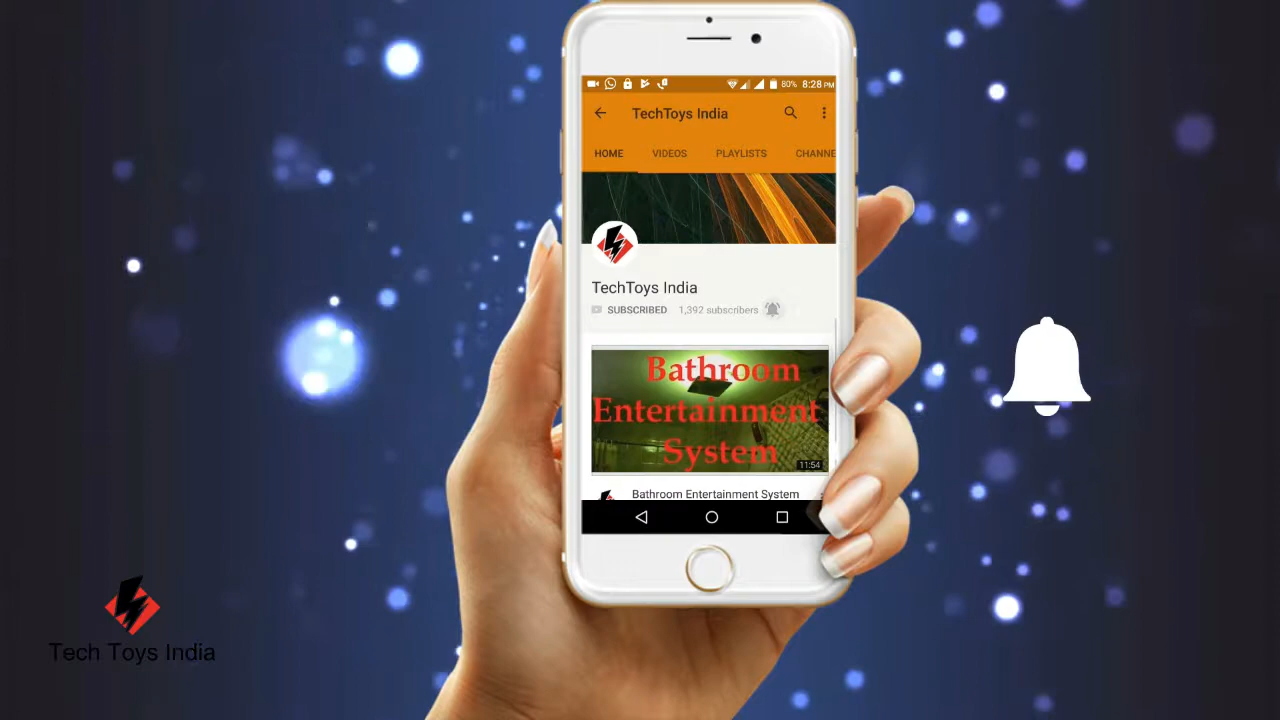 80% 8:28 PM
TechToys India
HOME VIDEOS PLAYLISTS CHANNE
TechToys India
SUBSCRIBED 1,392 subscribers
Bathroom
Entertainment
System
11:54
Bathroom Entertainment System
Tech Toys India